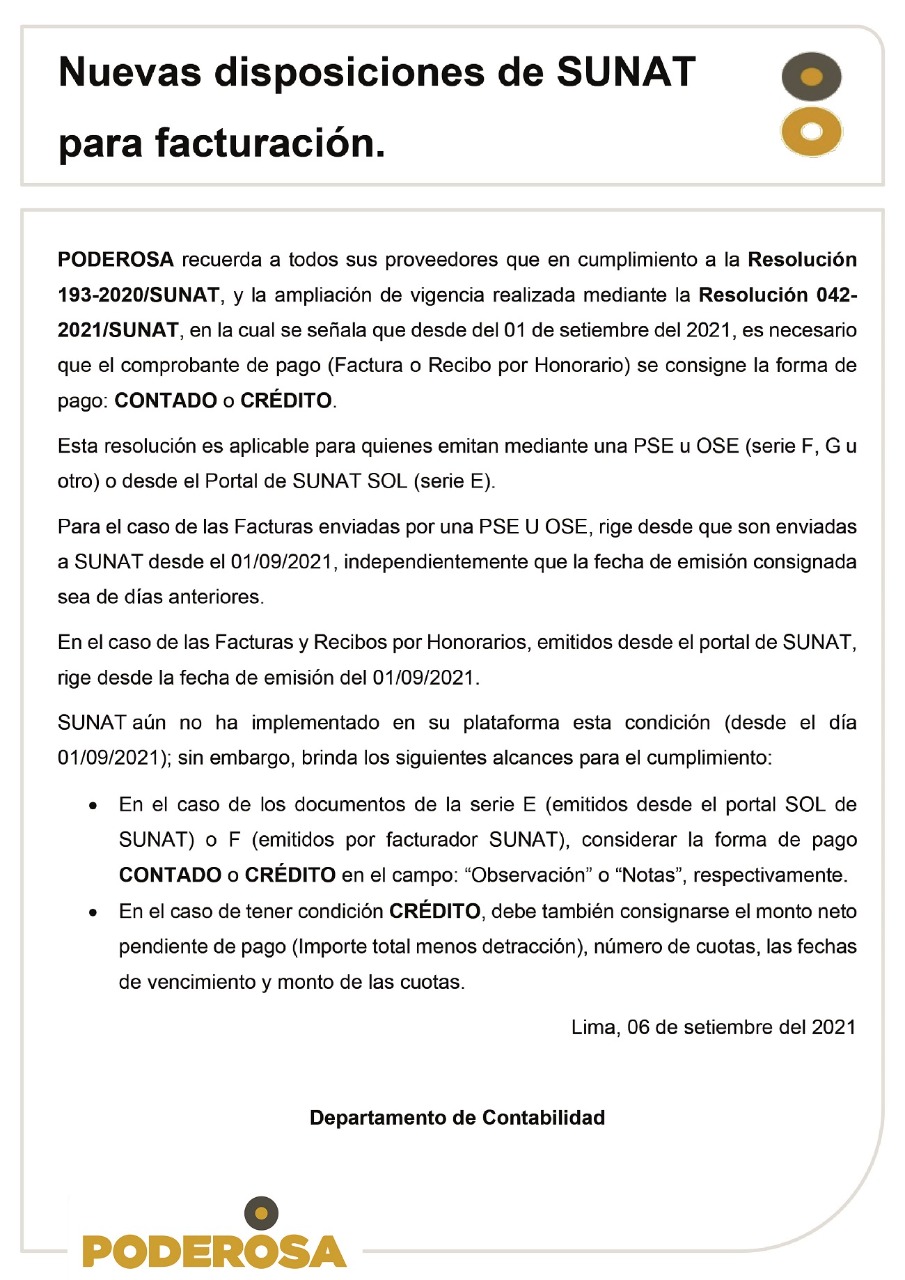 Nuevas disposiciones de SUNAT
para facturación.
PODEROSA recuerda a todos sus proveedores que en cumplimiento a la Resolución
193-2020/SUNAT, y la ampliación de vigencia realizada mediante la Resolución 042-
2021/SUNAT, en la cual se señala que desde del 01 de setiembre del 2021, es necesario
que el comprobante de pago (Factura o Recibo por Honorario) se consigne la forma de
pago: CONTADO o CRÉDITO.
Esta resolución es aplicable para quienes emitan mediante una PSE u OSE (serie F, G u
otro) o desde el Portal de SUNAT SOL (serie E).
Para el caso de las Facturas enviadas por una PSE U OSE, rige desde que son enviadas
a SUNAT desde el 01/09/2021, independientemente que la fecha de emisión consignada
sea de días anteriores.
En el caso de las Facturas y Recibos por Honorarios, emitidos desde el portal de SUNAT,
rige desde la fecha de emisión del 01/09/2021.
SUNAT aún no ha implementado en su plataforma esta condición (desde el día
01/09/2021); sin embargo, brinda los siguientes alcances para el cumplimiento:
• En el caso de los documentos de la serie E (emitidos desde el portal SOL de
SUNAT) o F (emitidos por facturador SUNAT), considerar la forma de pago
CONTADO o CRÉDITO en el campo: “Observación” o “Notas”, respectivamente.
• En el caso de tener condición CRÉDITO, debe también consignarse el monto neto
pendiente de pago (Importe total menos detracción), número de cuotas, las fechas
de vencimiento y monto de las cuotas.
Lima, 06 de setiembre del 2021
Departamento de Contabilidad
PODEROSA